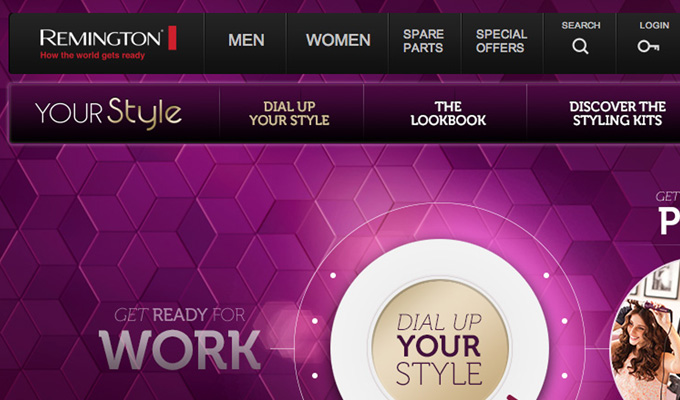 REMINGTON
How the world gets ready
MEN
WOMEN
SPARE
PARTS
SPECIAL
OFFERS
SEARCH
LOGIN
YOUR Style
DIAL UP
YOUR STYLE
THE
LOOKBOOK
DISCOVER THE
STYLING KITS
GET READY FOR
WORK
DIAL UP
YOUR
STYLE
GET
P